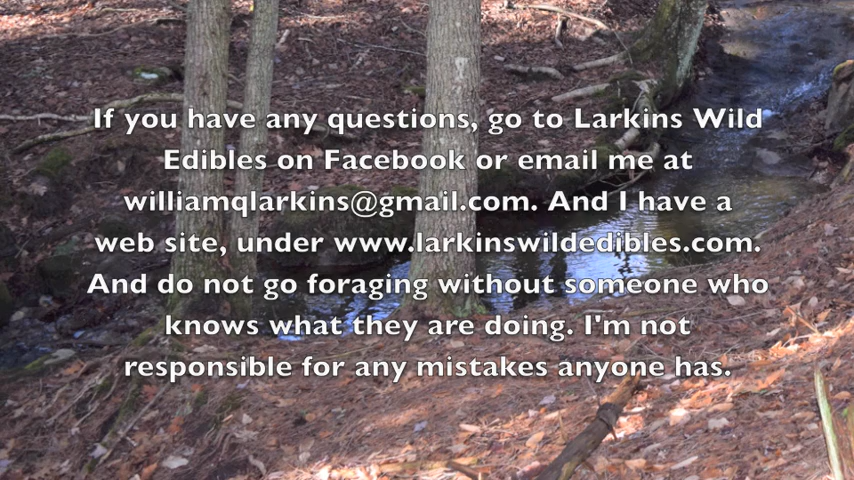 If you have any questions, go to Larkins Wild
Edibles on Facebook or email me at
williamqlarkins@gmail.com. And I have a
web site, under www.larkinswildedibles.com.
And do not go foraging without someone who
knows what they are doing. I'm not
responsible for any mistakes anyone has.